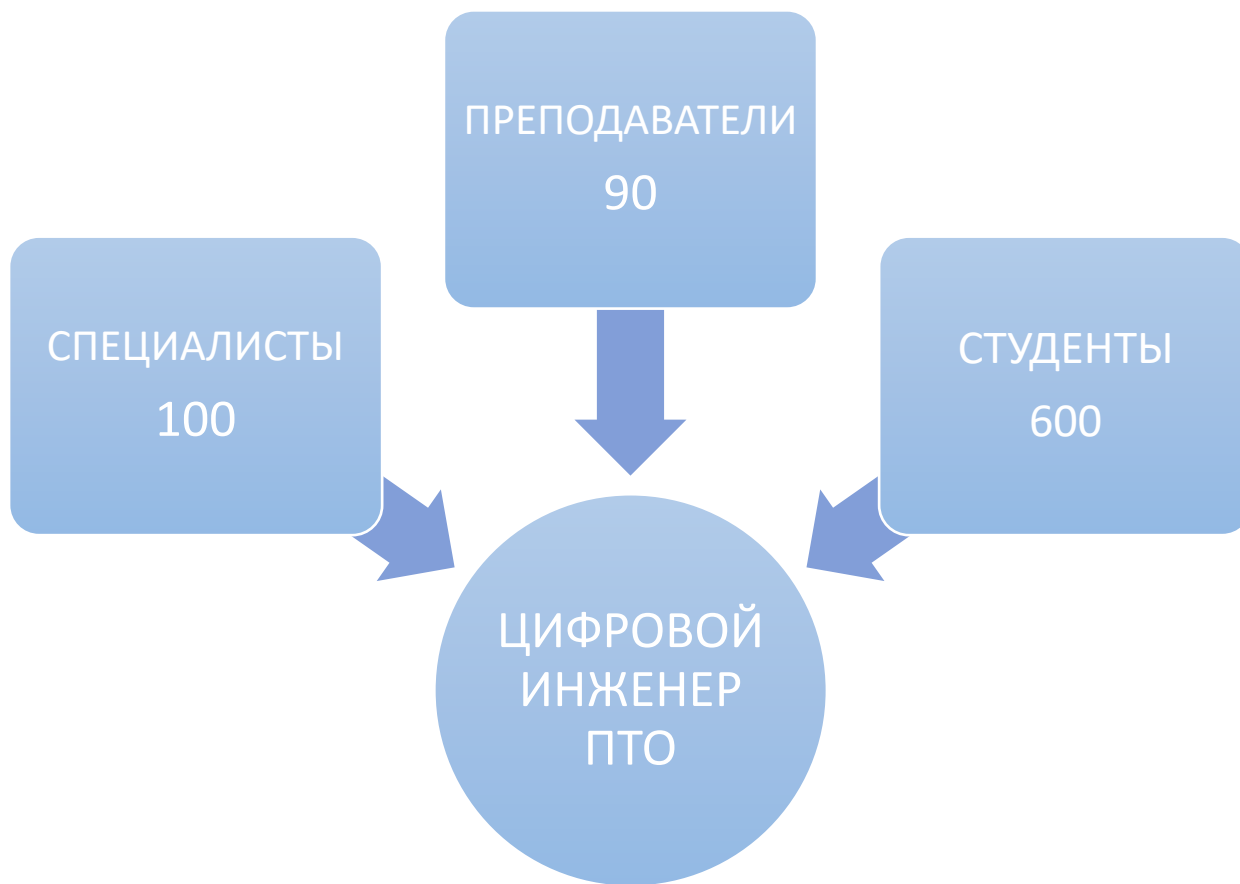 ПРЕПОДАВАТЕЛИ
90
СПЕЦИАЛИСТЫ
100
СТУДЕНТЫ
600
ЦИФРОВОЙ
ИНЖЕНЕР
ПТО